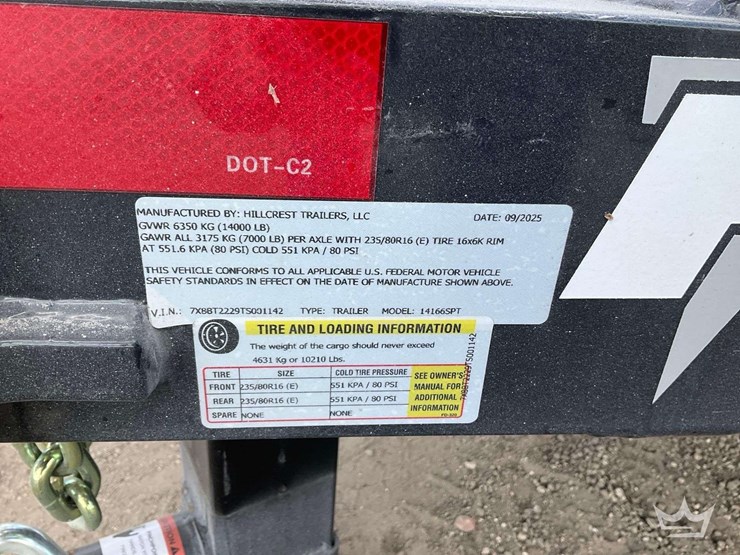 DOT-C2
MANUFACTURED BY: HILLCREST TRAILERS, LLC DATE: 09/2025
GVWR 6350 KG (14000 LB)
GAWR ALL 3175 KG (7000 LB) PER AXLE WITH 235/80R16 (E) TIRE 16x6K RIM
AT 551.6 KPA (80 PSI) COLD 551 KPA / 80 PSI
THIS VEHICLE CONFORMS TO ALL APPLICABLE U.S. FEDERAL MOTOR VEHICLE
SAFETY STANDARDS IN EFFECT ON THE DATE OF MANUFACTURE SHOWN ABOVE.
V.I.N.: 7X8BT2229TS001142 TYPE: TRAILER MODEL: 14166SPT
TIRE AND LOADING INFORMATION
The weight of the cargo should never exceed
4631 Kg or 10210 Lbs.
TIRE SIZE COLD TIRE PRESSURE SEE OWNER'S
FRONT 235/80R16 (E) 551 KPA / 80 PSI MANUAL FOR
REAR 235/80R16 (E) 551 KPA / 80 PSI ADDITIONAL
SPARE NONE NONE INFORMATION
7X8BT2229TS001142